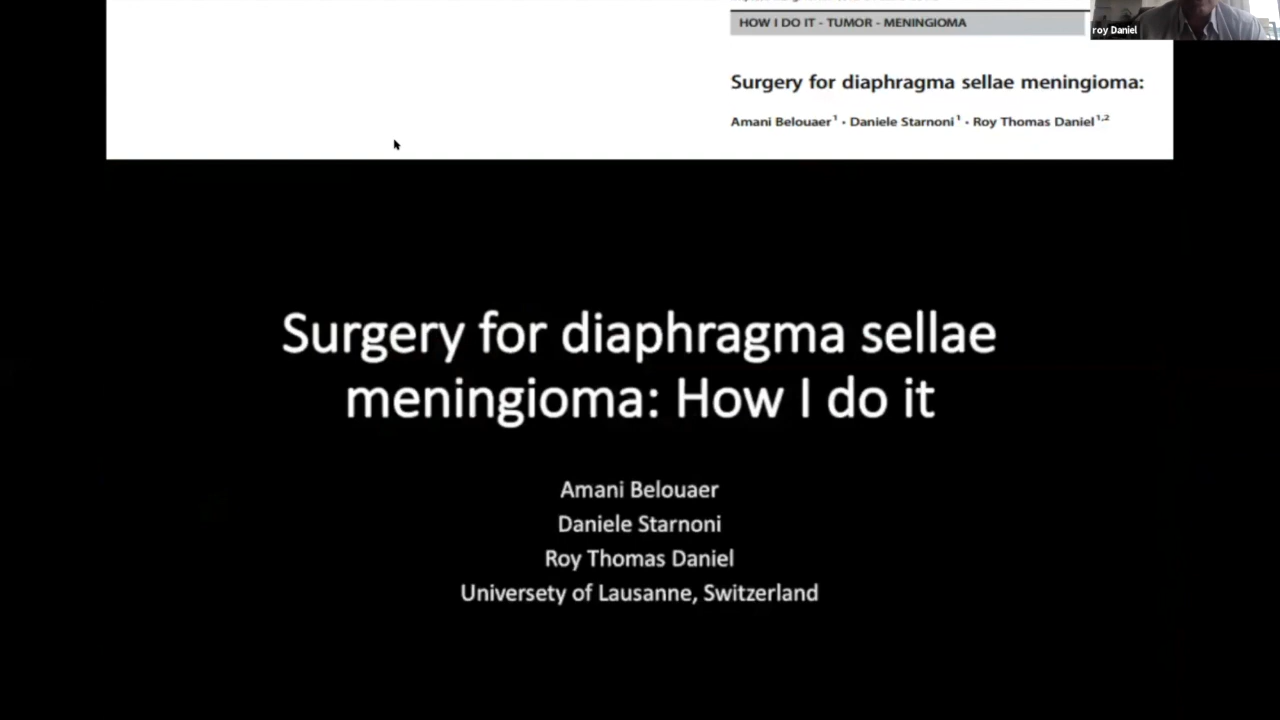 HOW I DO IT - TUMOR - MENINGIOMA
roy Daniel
Surgery for diaphragma sellae meningioma:
Amani Belouaer¹ · Daniele Starnoni¹ · Roy Thomas Daniel¹,²
Surgery for diaphragma sellae
meningioma: How I do it
Amani Belouaer
Daniele Starnoni
Roy Thomas Daniel
Universety of Lausanne, Switzerland